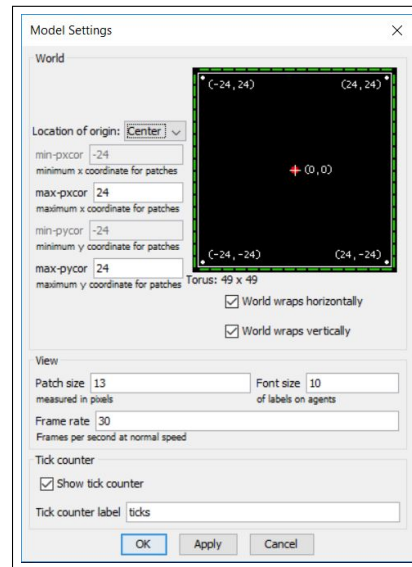 Model Settings
World
(-24,24) (24,24)
Location of origin: Center
(0,0)
min-pxcor -24
minimum x coordinate for patches
max-pxcor 24
maximum x coordinate for patches
min-pycor -24
minimum y coordinate for patches
(-24,-24) (24,-24)
max-pycor 24
maximum y coordinate for patches
Torus: 49 x 49
World wraps horizontally
World wraps vertically
View
Patch size 13 Font size 10
measured in pixels of labels on agents
Frame rate 30
Frames per second at normal speed
Tick counter
Show tick counter
Tick counter label ticks
OK Apply Cancel